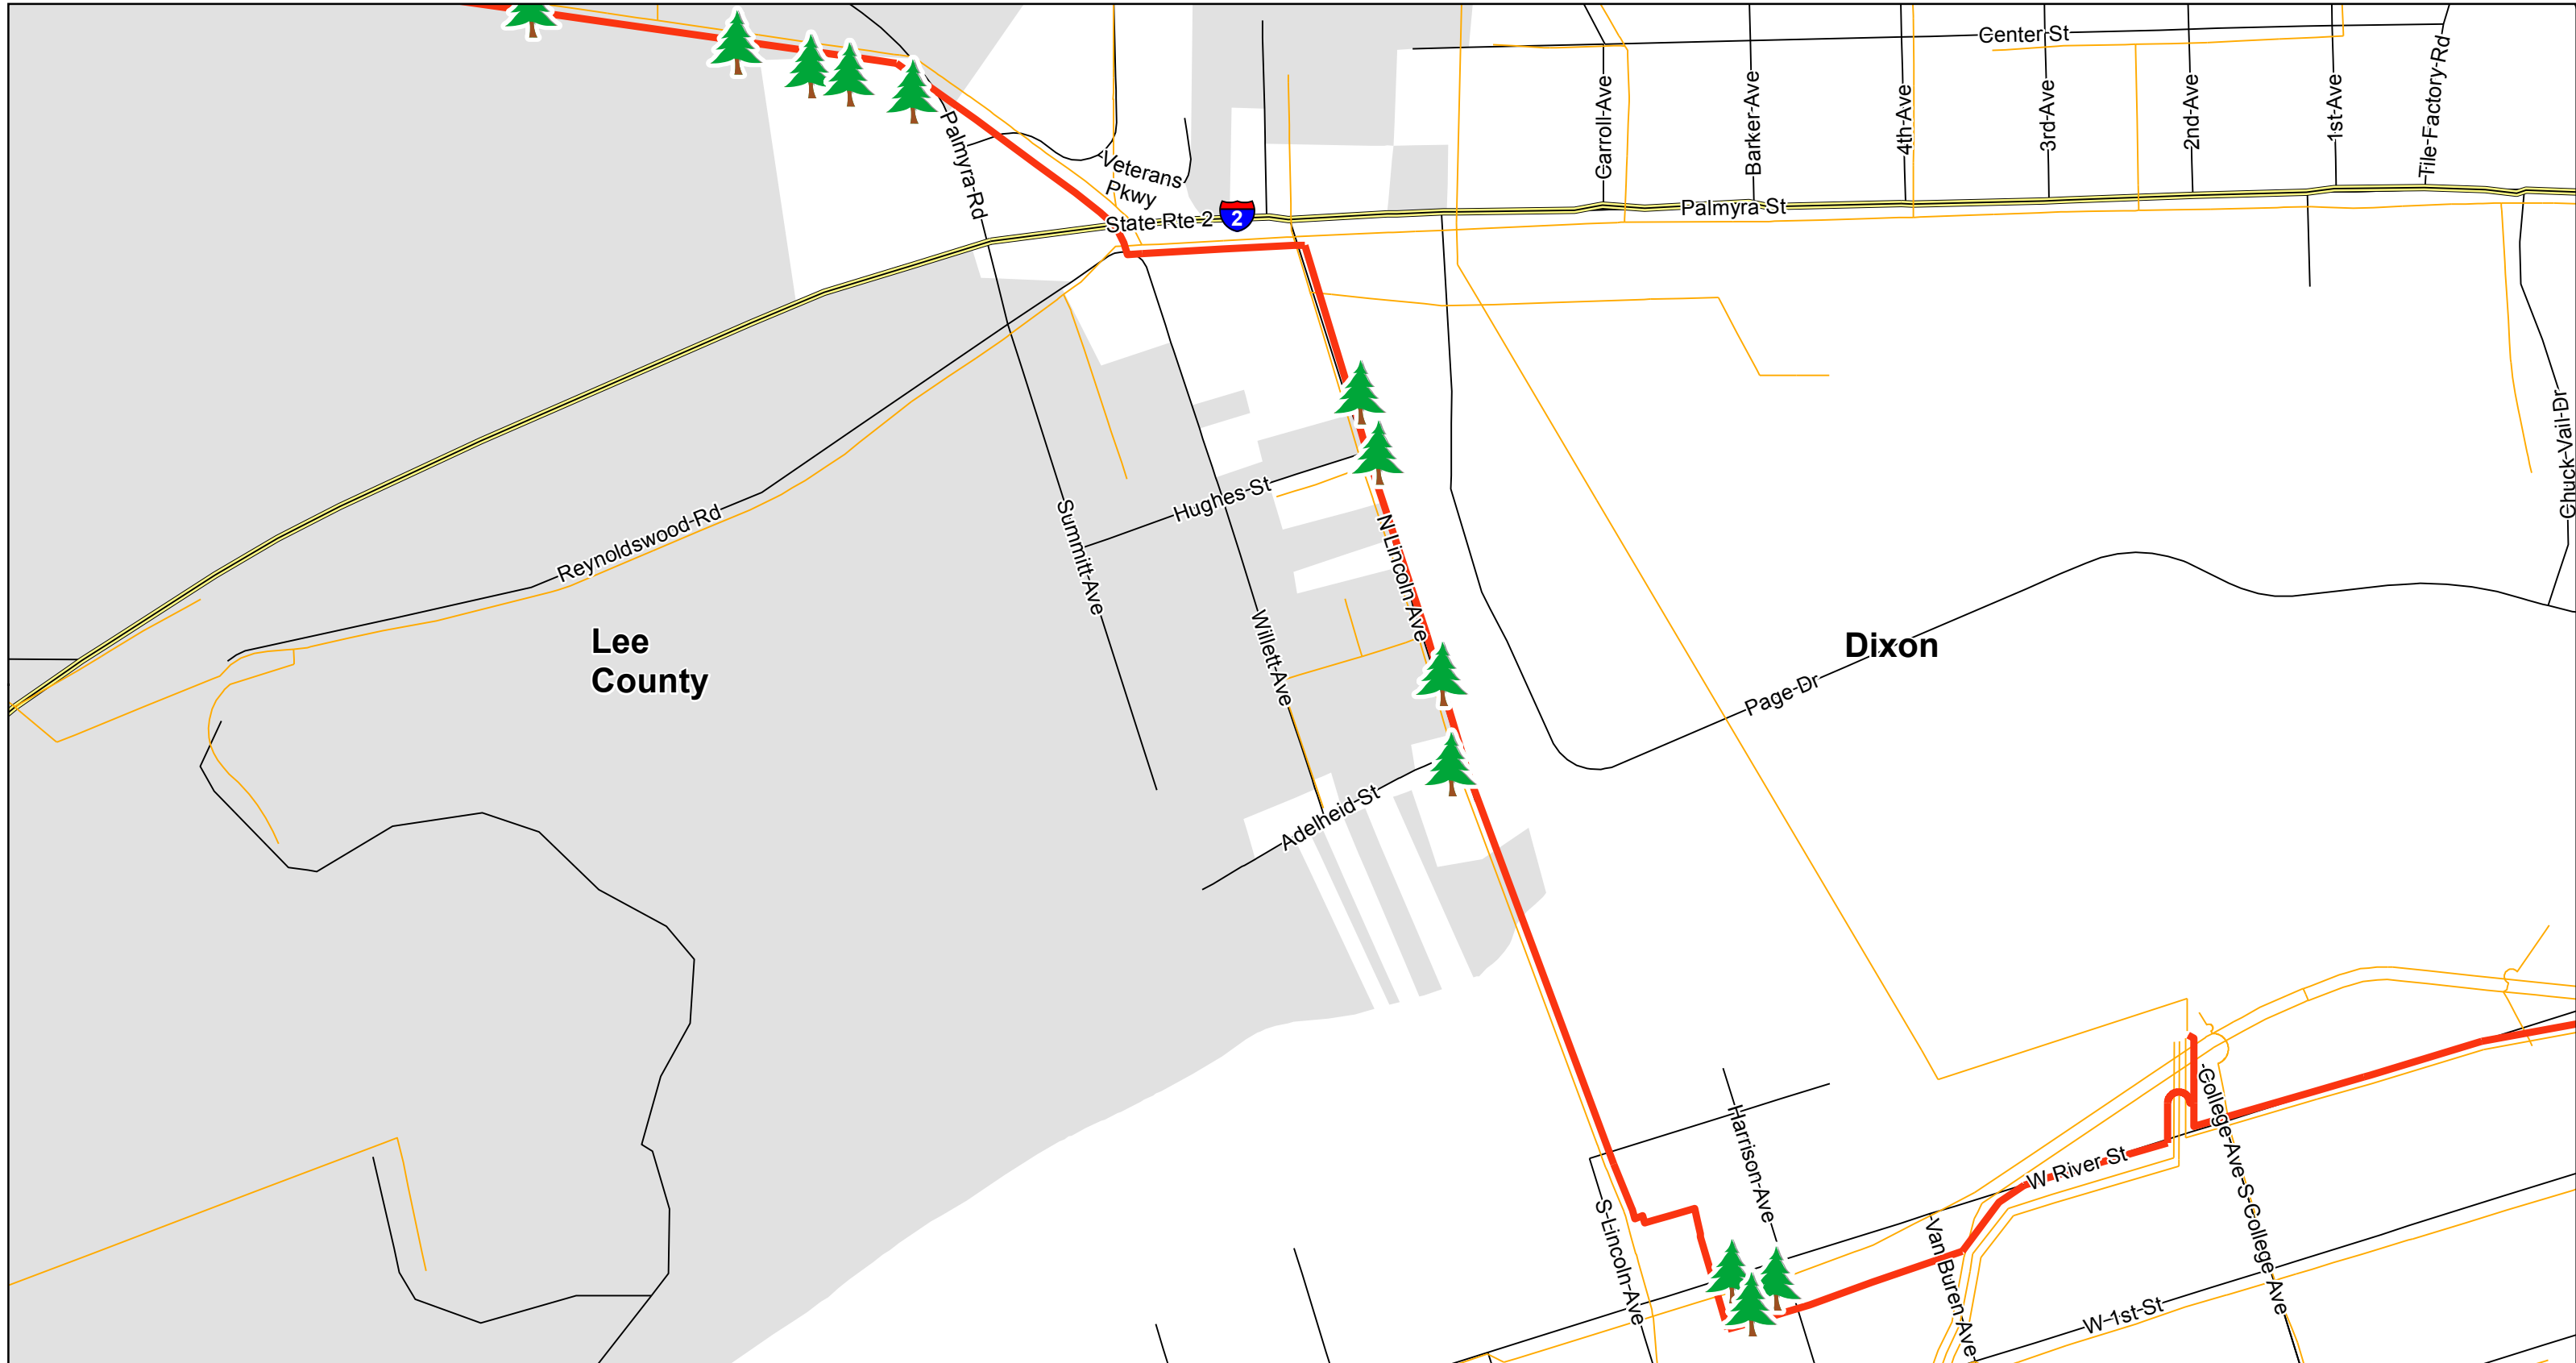 Center St
Carroll-Ave
Barker-Ave
4th-Ave
3rd-Ave
2nd-Ave
1st-Ave
Tile-Factory-Rd
Palmyra-Rd
Veterans
Pkwy
State Rte 2
2
Palmyra St
Chuck-Vail-Dr
Hughes-St
Reynoldswood-Rd
Summitt-Ave
N-Lincoln-Ave
Willett-Ave
Lee
County
Dixon
Page-Dr
Adelheid-St
College-Ave-S-College-Ave
Harrison-Ave
W River St
S-Lincoln-Ave
Van Buren-Ave
W-1st-St